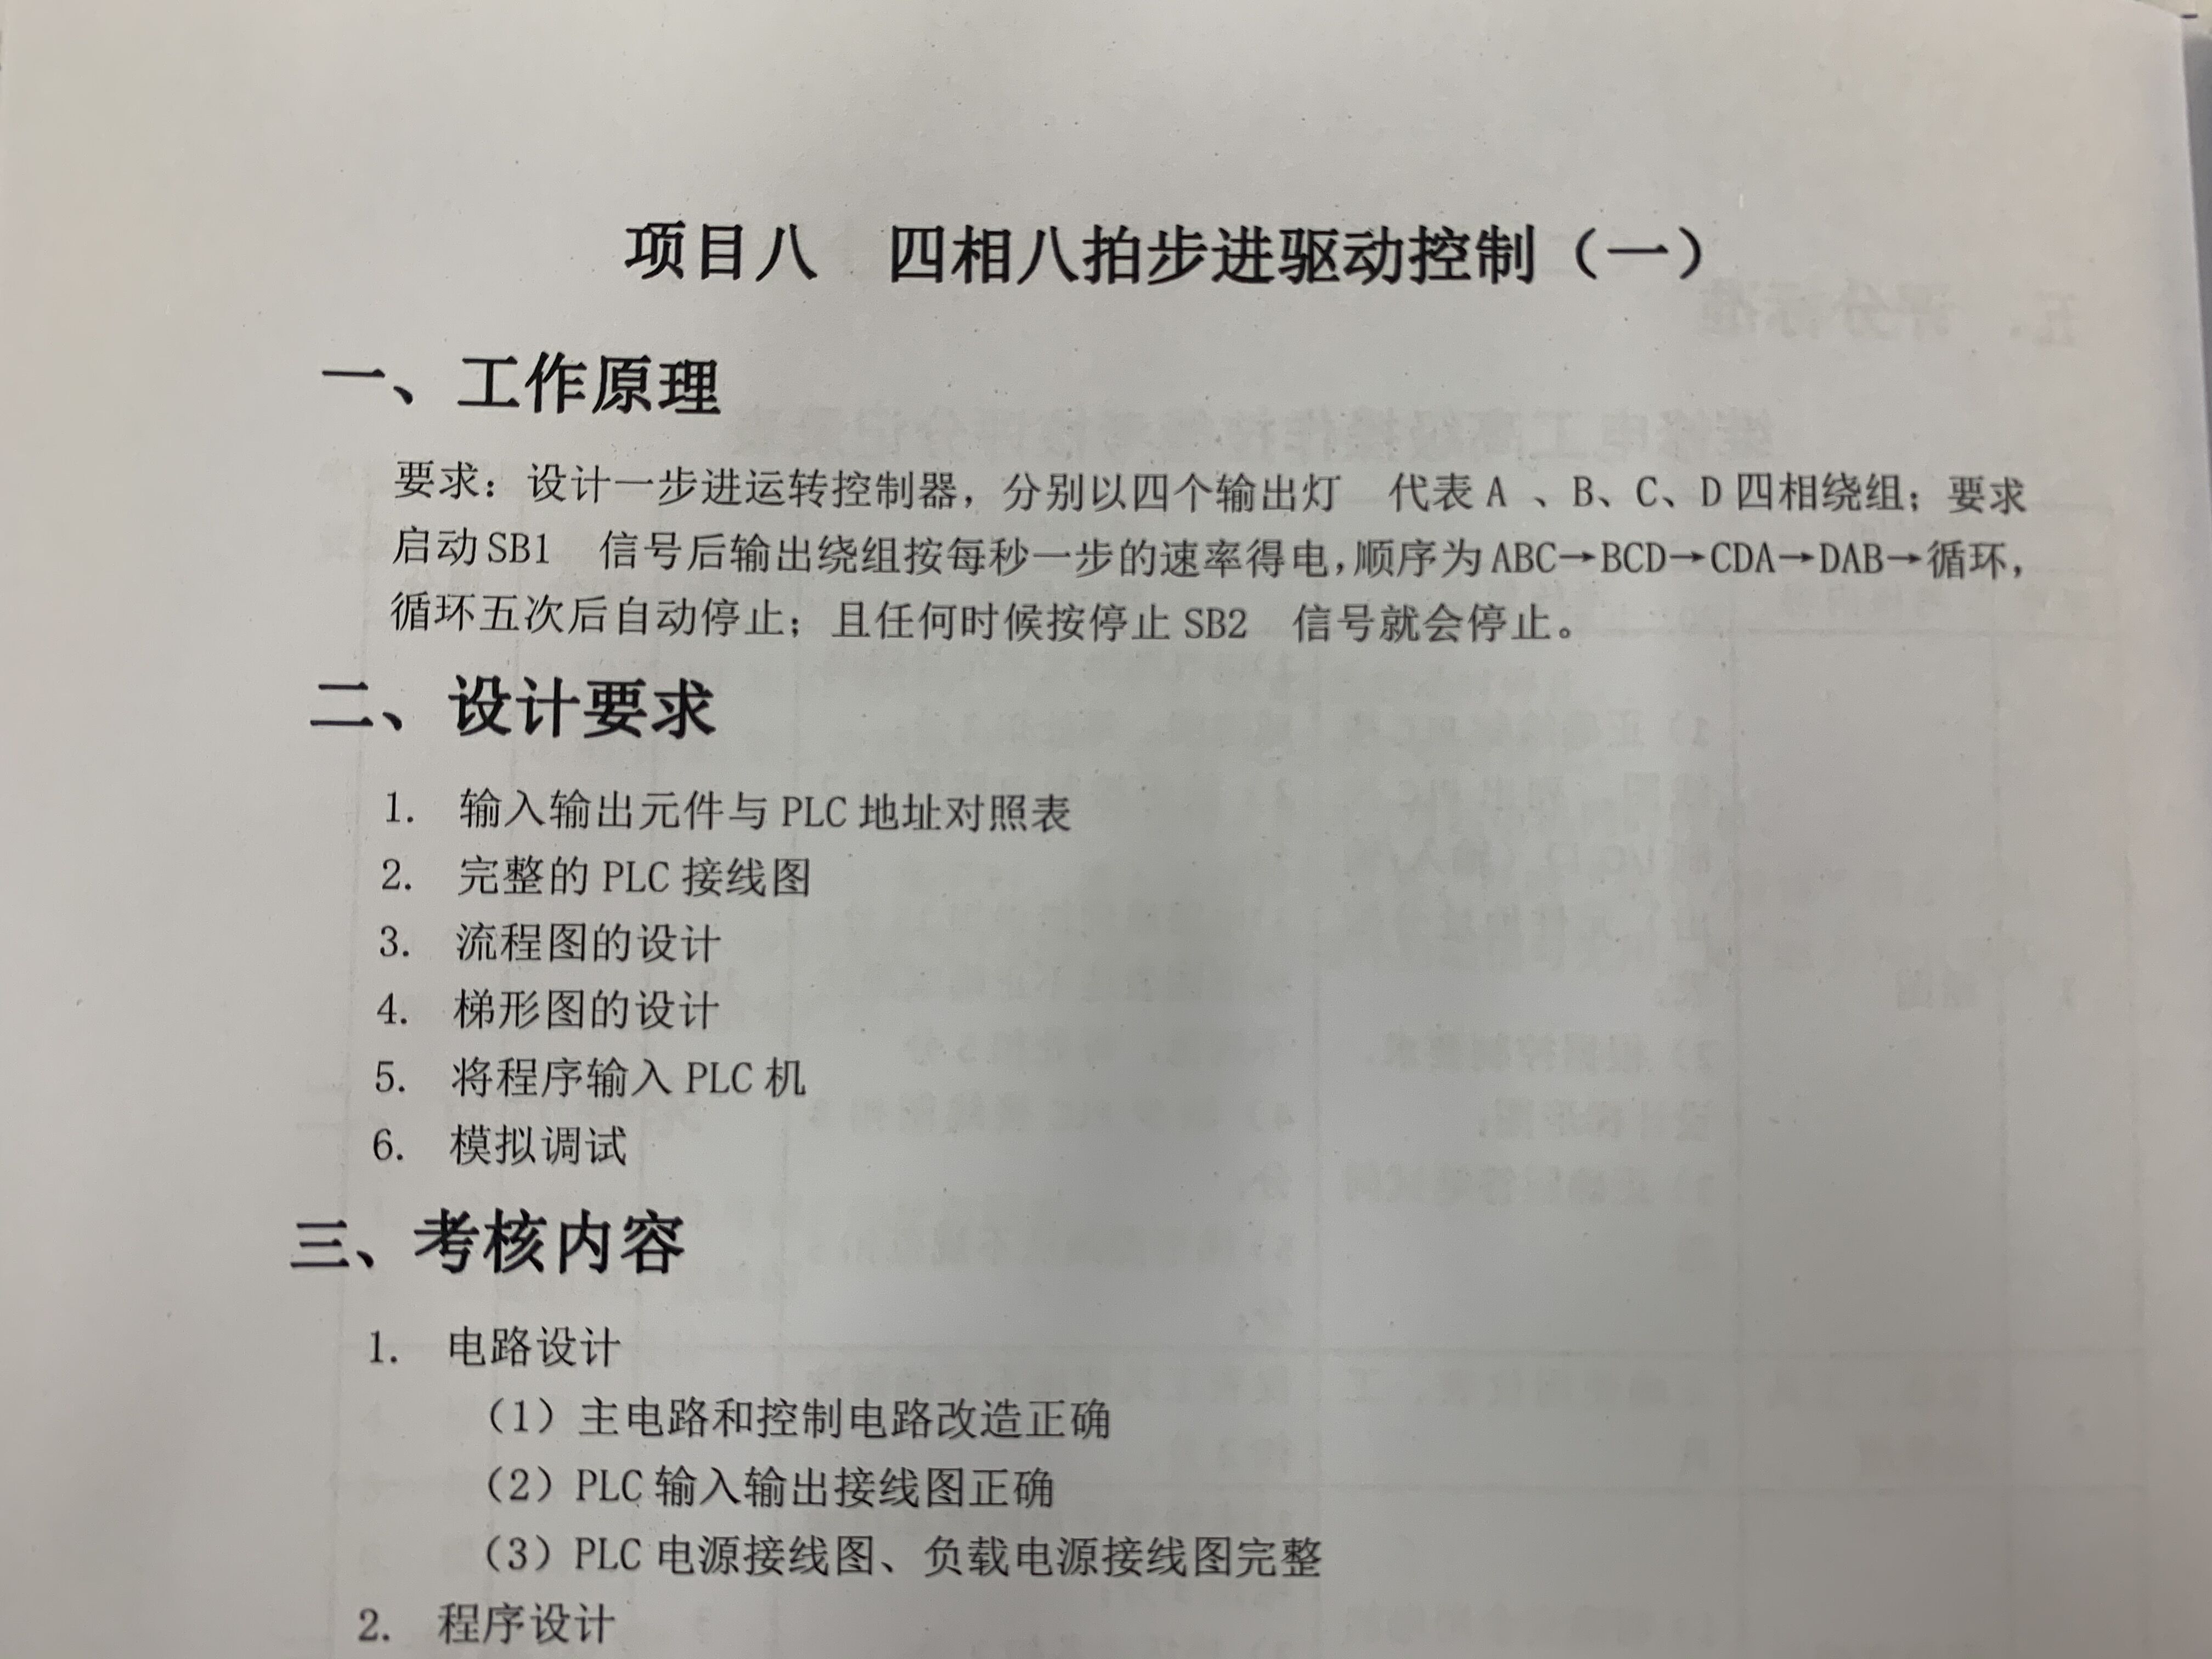 项目八　四相八拍步进驱动控制（一）
一、工作原理
要求：设计一步进运转控制器，分别以四个输出灯　代表 A 、B、C、D 四相绕组；要求
启动 SB1　信号后输出绕组按每秒一步的速率得电，顺序为 ABC→BCD→CDA→DAB→循环，
循环五次后自动停止；且任何时候按停止 SB2　信号就会停止。
二、设计要求
1.　输入输出元件与 PLC 地址对照表
2.　完整的 PLC 接线图
3.　流程图的设计
4.　梯形图的设计
5.　将程序输入 PLC 机
6.　模拟调试
三、考核内容
1.　电路设计
（1）主电路和控制电路改造正确
（2）PLC 输入输出接线图正确
（3）PLC 电源接线图、负载电源接线图完整
2.　程序设计